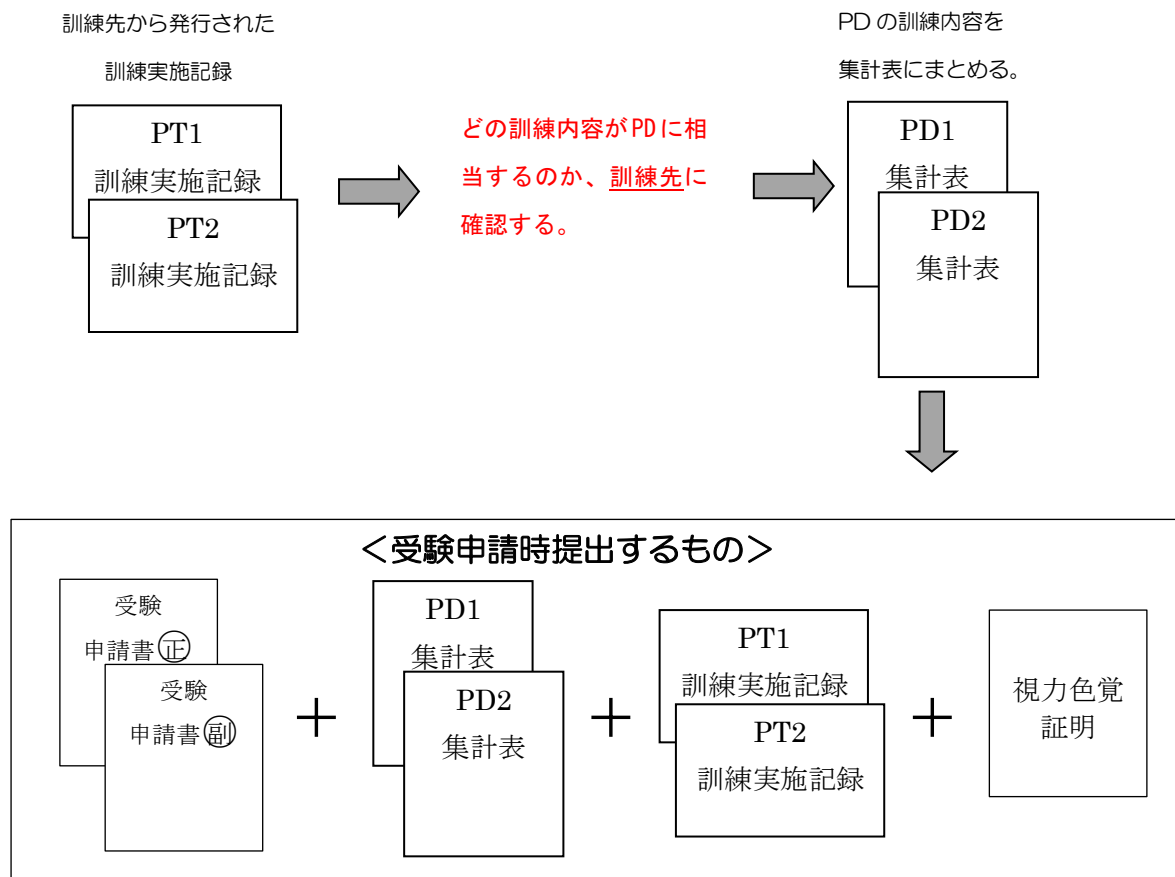 訓練先から発行された
訓練実施記録
PT1
訓練実施記録
PT2
訓練実施記録
どの訓練内容がPDに相
当するのか、訓練先に
確認する。
PD の訓練内容を
集計表にまとめる。
PD1
集計表
PD2
集計表
＜受験申請時提出するもの＞
受験
申請書㊣
受験
申請書副
＋
PD1
集計表
PD2
集計表
＋
PT1
訓練実施記録
PT2
訓練実施記録
＋
視力色覚
証明